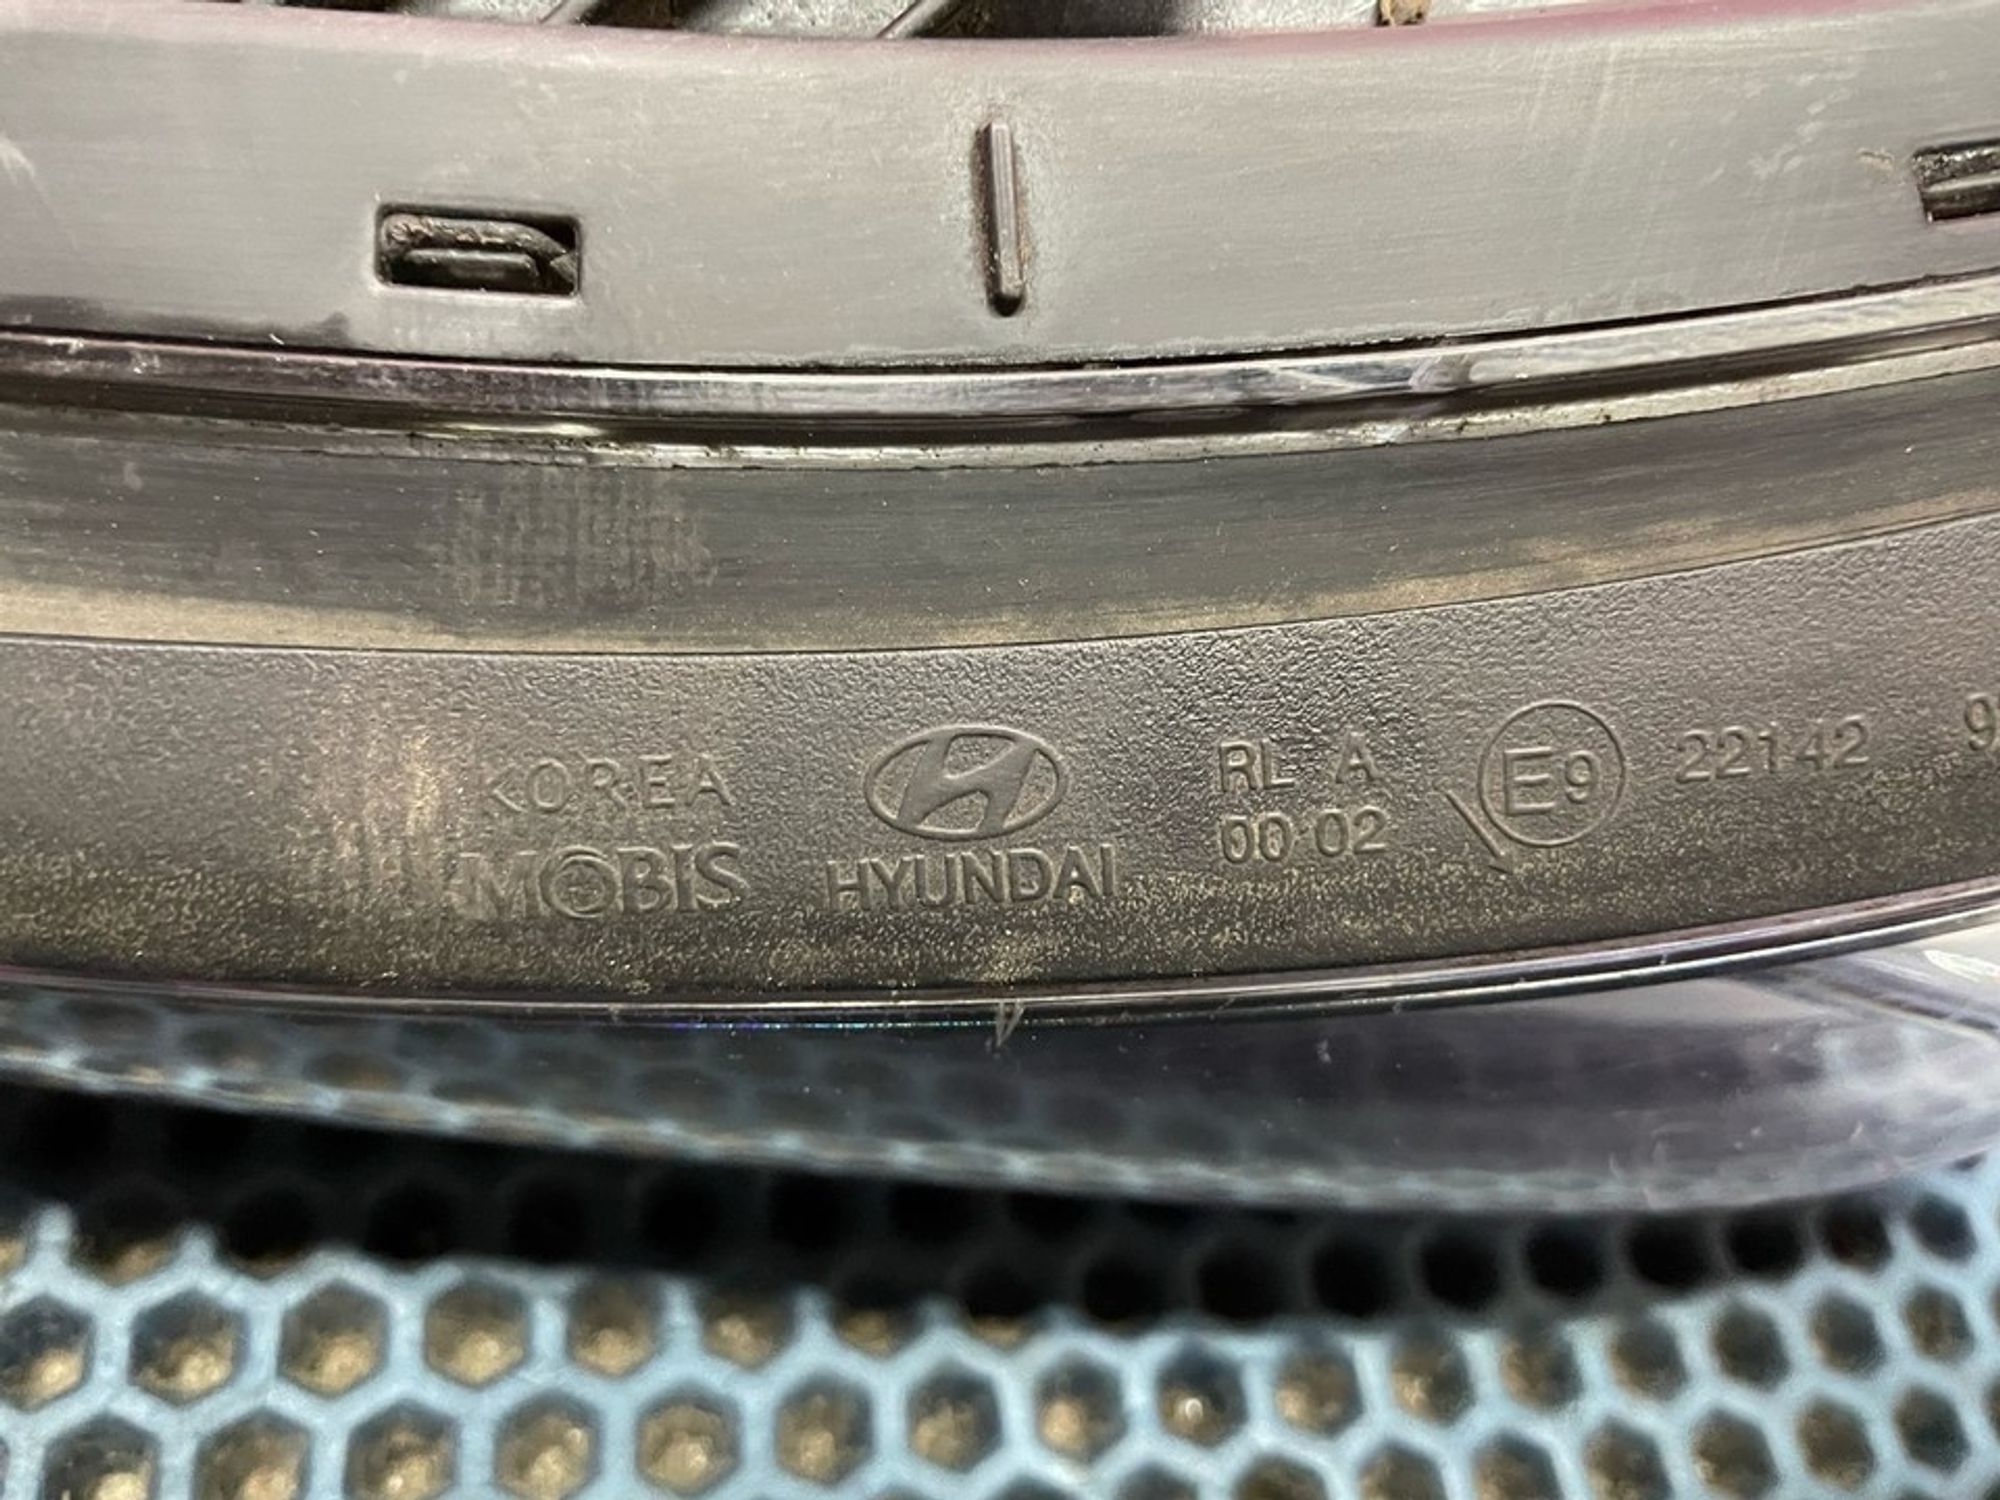 KOREA
MOBIS
HYUNDAI
RL A
00 02
E9
22142